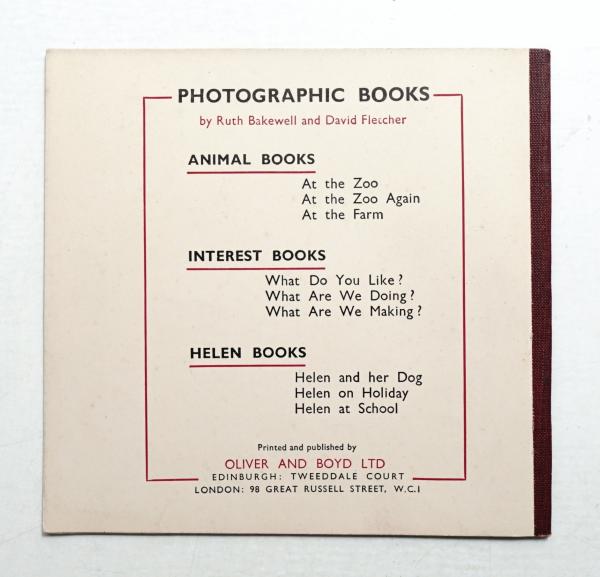 PHOTOGRAPHIC BOOKS
by Ruth Bakewell and David Fletcher
ANIMAL BOOKS
At the Zoo
At the Zoo Again
At the Farm
INTEREST BOOKS
What Do You Like?
What Are We Doing?
What Are We Making?
HELEN BOOKS
Helen and her Dog
Helen on Holiday
Helen at School
Printed and published by
OLIVER AND BOYD LTD
EDINBURGH: TWEEDDALE COURT
LONDON: 98 GREAT RUSSELL STREET, W.C.1